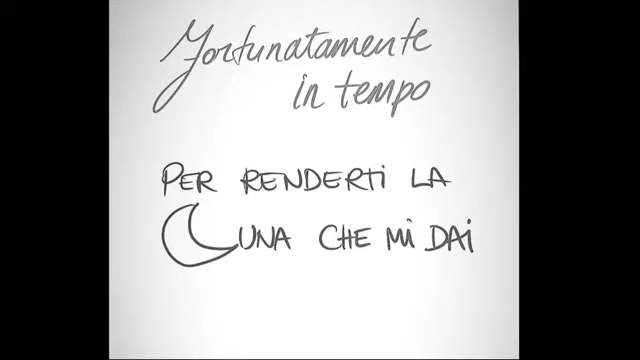 Fortunatamente
in tempo
PER RENDERTI LA
LUNA CHE MI DAI